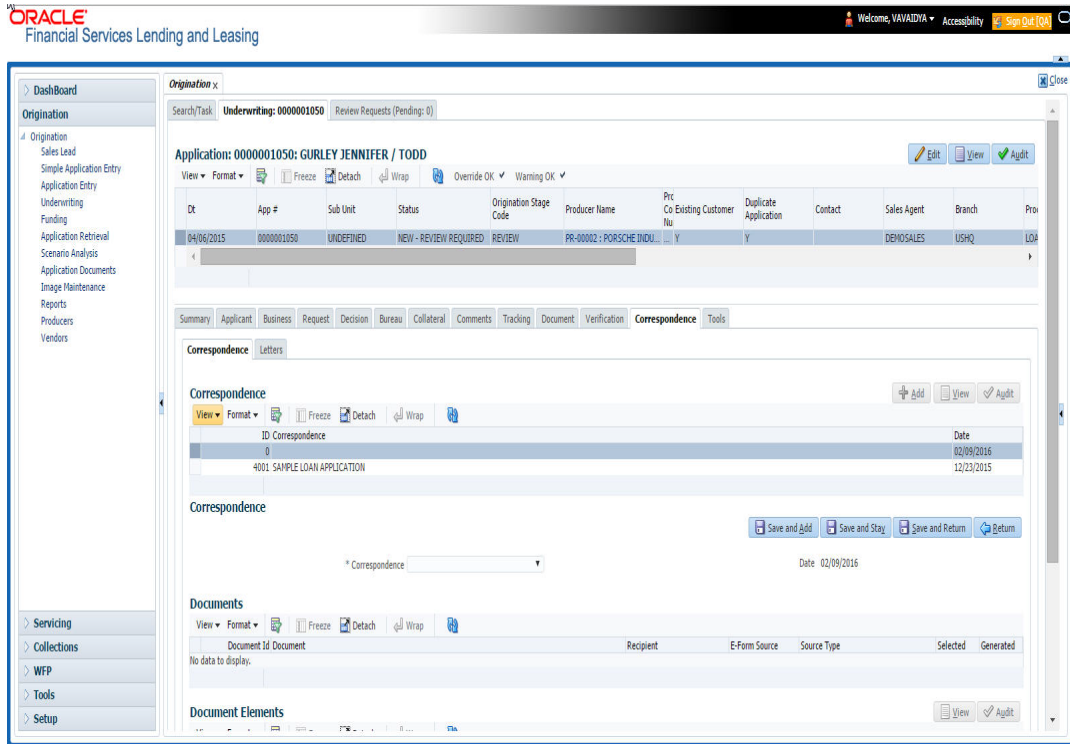 ORACLE
Financial Services Lending and Leasing
Welcome, VAVAIDYA
Accessibility
Sign Out [QA]
Close
DashBoard
Origination
Origination
Sales Lead
Simple Application Entry
Application Entry
Underwriting
Funding
Application Retrieval
Scenario Analysis
Application Documents
Image Maintenance
Reports
Producers
Vendors
Servicing
Collections
WFP
Tools
Setup
Origination x
Search/Task Underwriting: 0000001050 Review Requests (Pending: 0)
Application: 0000001050: GURLEY JENNIFER / TODD
Edit View Audit
View Format Freeze Detach Wrap Override OK Warning OK
Dt App # Sub Unit Status Origination Stage Code Producer Name Prc Co Nu Existing Customer Duplicate Application Contact Sales Agent Branch Pro
04/06/2015 0000001050 UNDEFINED NEW - REVIEW REQUIRED REVIEW PR-00002 : PORSCHE INDU... ... Y Y DEMOSALES USHQ LOA
Summary Applicant Business Request Decision Bureau Collateral Comments Tracking Document Verification Correspondence Tools
Correspondence Letters
Correspondence
Add View Audit
View Format Freeze Detach Wrap
ID Correspondence Date
0 02/09/2016
4001 SAMPLE LOAN APPLICATION 12/23/2015
Correspondence
Save and Add Save and Stay Save and Return Return
* Correspondence Date 02/09/2016
Documents
View Format Freeze Detach Wrap
Document Id Document Recipient E-Form Source Source Type Selected Generated
No data to display.
Document Elements
View Audit